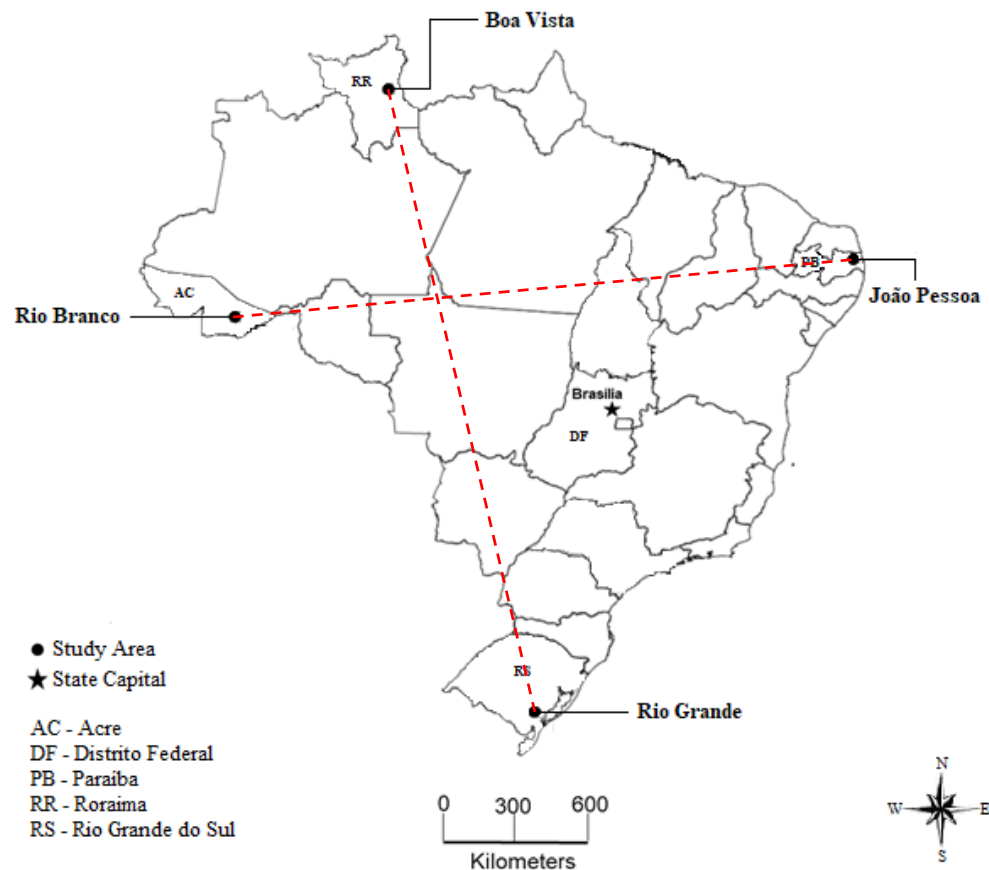 Boa Vista
RR
PB
AC
João Pessoa
Rio Branco
Brasília
DF
RS
Study Area
State Capital
Rio Grande
AC - Acre
DF - Distrito Federal
PB - Paraíba
RR - Roraima
RS - Rio Grande do Sul
0 300 600
Kilometers
N
W E
S